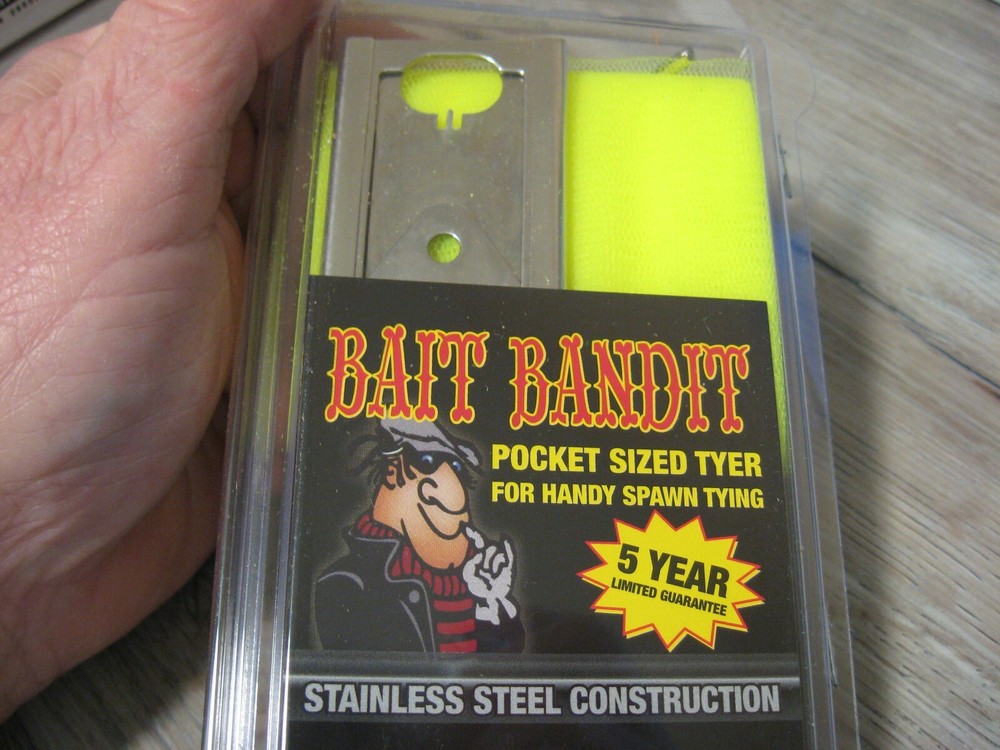 BAIT BANDIT
POCKET SIZED TYER
FOR HANDY SPAWN TYING
5 YEAR
LIMITED GUARANTEE
STAINLESS STEEL CONSTRUCTION